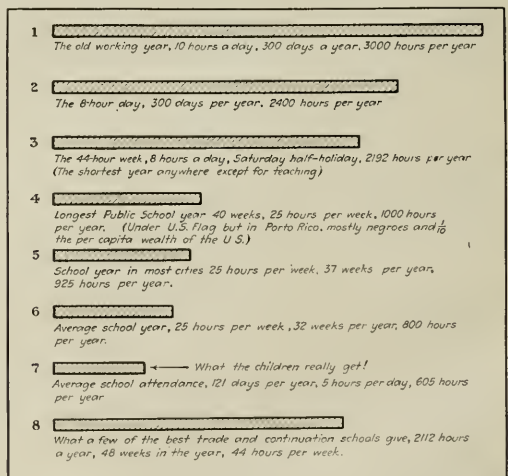 1
The old working year, 10 hours a day, 300 days a year. 3000 hours per year
2
The 8-hour day, 300 days per year. 2400 hours per year
3
The 44-hour week, 8 hours a day, Saturday half-holiday, 2192 hours per year
(The shortest year anywhere except for teaching)
4
Longest Public School year 40 weeks, 25 hours per week, 1000 hours
per year. (Under U.S. Flag but in Porto Rico, mostly negroes and 1/10
the per capita wealth of the U.S.)
5
School year in most cities 25 hours per week, 37 weeks per year,
925 hours per year.
6
Average school year, 25 hours per week, 32 weeks per year, 800 hours
per year.
7
What the children really get!
Average school attendance, 121 days per year, 5 hours per day, 605 hours
per year
8
What a few of the best trade and continuation schools give, 2112 hours
a year, 48 weeks in the year, 44 hours per week.